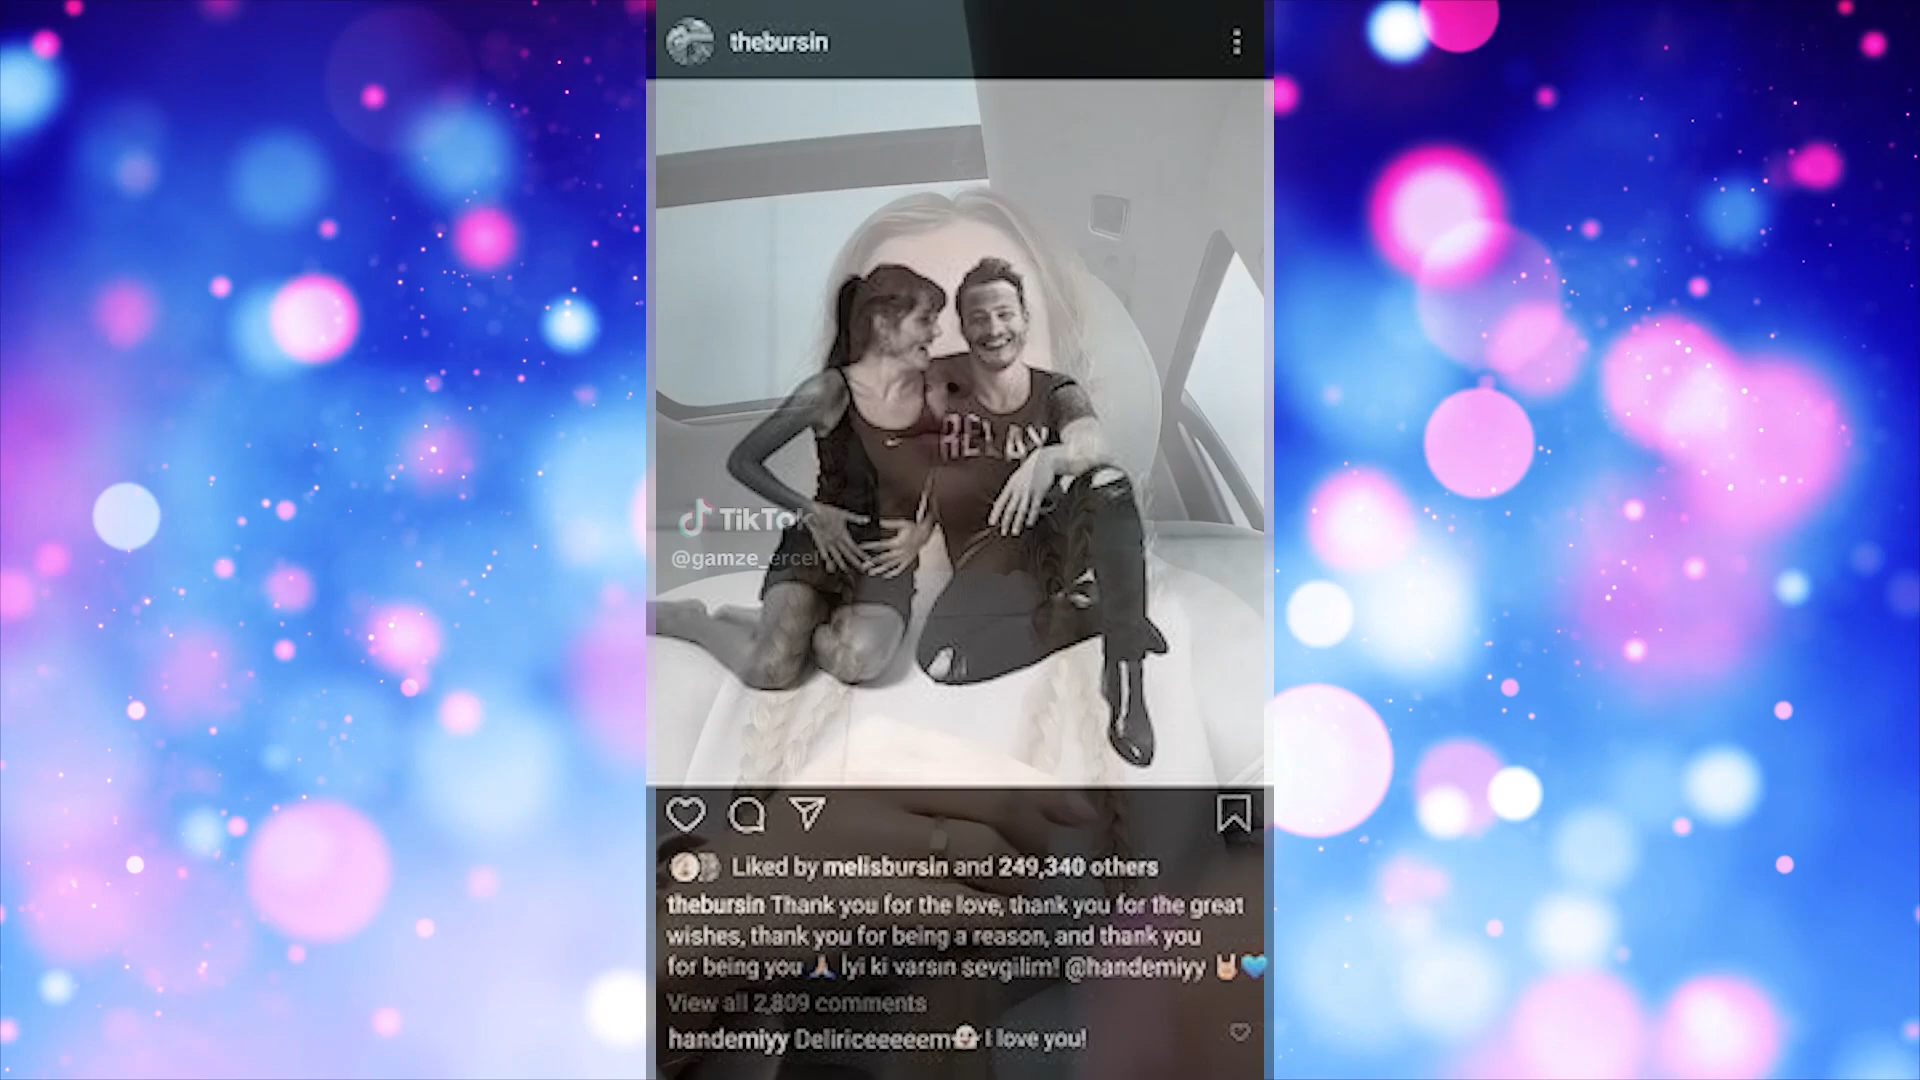 thebursin
RELAX
TikTok
@gamze_ercel
Liked by melisbursin and 249,340 others
thebursin Thank you for the love, thank you for the great
wishes, thank you for being a reason, and thank you
for being you 🙏 İyi ki varsın sevgilim! @handemiyy 🤘💙
View all 2,809 comments
handemiyy Deliriceeeeem👻 I love you!